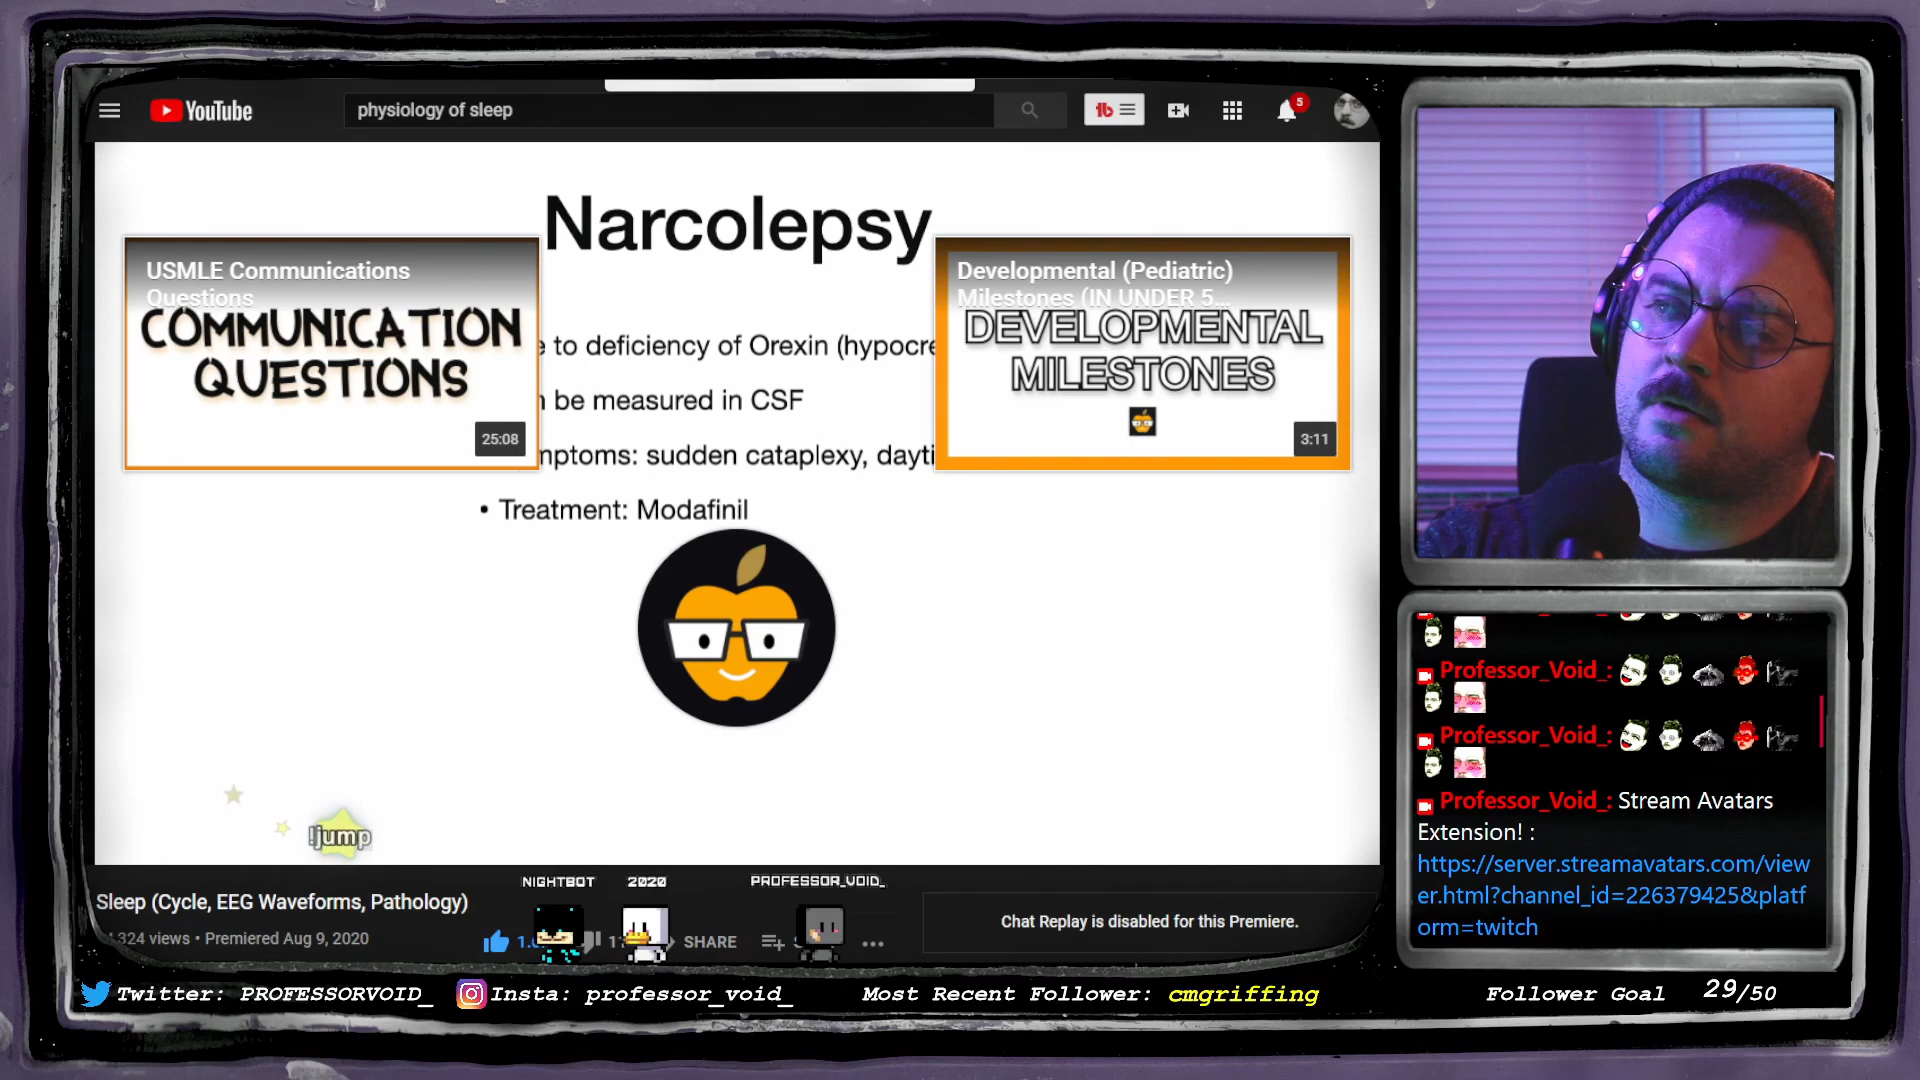 YouTube
physiology of sleep
5
Narcolepsy
USMLE Communications
Questions
COMMUNICATION
QUESTIONS
25:08
Developmental (Pediatric)
Milestones (IN UNDER 5...
DEVELOPMENTAL
MILESTONES
3:11
to deficiency of Orexin
be measured in CSF
sudden cataplexy,
• Treatment: Modafinil
!jump
NIGHTBOT
2020
PROFESSOR_VOID_
Sleep (Cycle, EEG Waveforms, Pathology)
324 views • Premiered Aug 9, 2020
SHARE
Chat Replay is disabled for this Premiere.
Professor_Void_:
Professor_Void_:
Professor_Void_: Stream Avatars
Extension! :
https://server.streamavatars.com/view
er.html?channel_id=226379425&platf
orm=twitch
Twitter: PROFESSORVOID_
Insta: professor_void_
Most Recent Follower: cmgriffing
Follower Goal 29/50